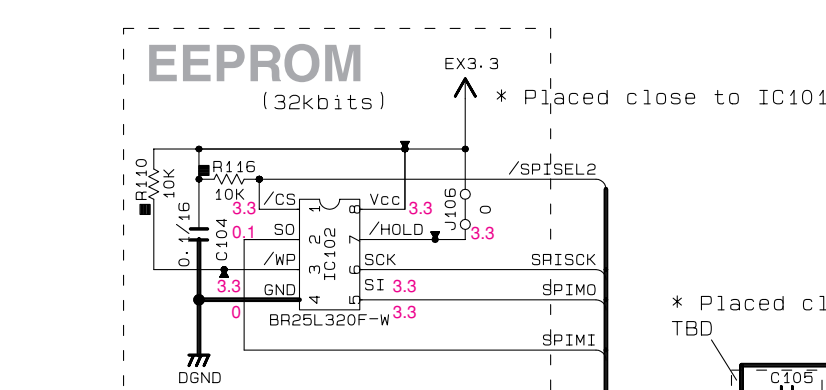 EEPROM
EX3.3
(32kbits)
* Placed close to IC101
R110
10K
R116
10K
/SPISEL2
/CS
3.3
1
8
Vcc
3.3
J106
0
0.1/16
C104
0.1
SO
2
IC102
7
/HOLD
3.3
/WP
3
6
SCK
SPISCK
3.3
GND
SI
3.3
SPIMO
0
4
5
3.3
BR25L320F-W
* Placed cl
TBD
SPIMI
DGND
C105